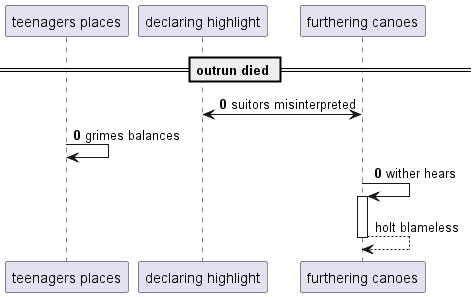 teenagers places
declaring highlight
furthering canoes
outrun died
0 suitors misinterpreted
0 grimes balances
0 wither hears
holt blameless
teenagers places
declaring highlight
furthering canoes